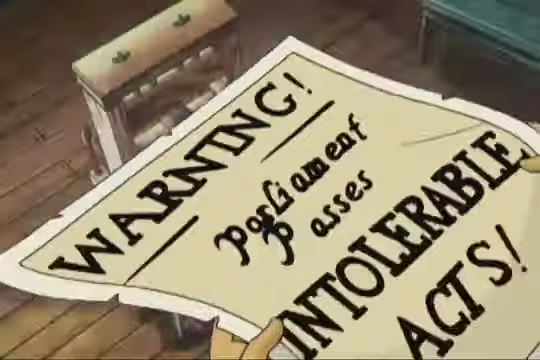 WARNING!
Parliament
Passes
INTOLERABLE
ACTS!